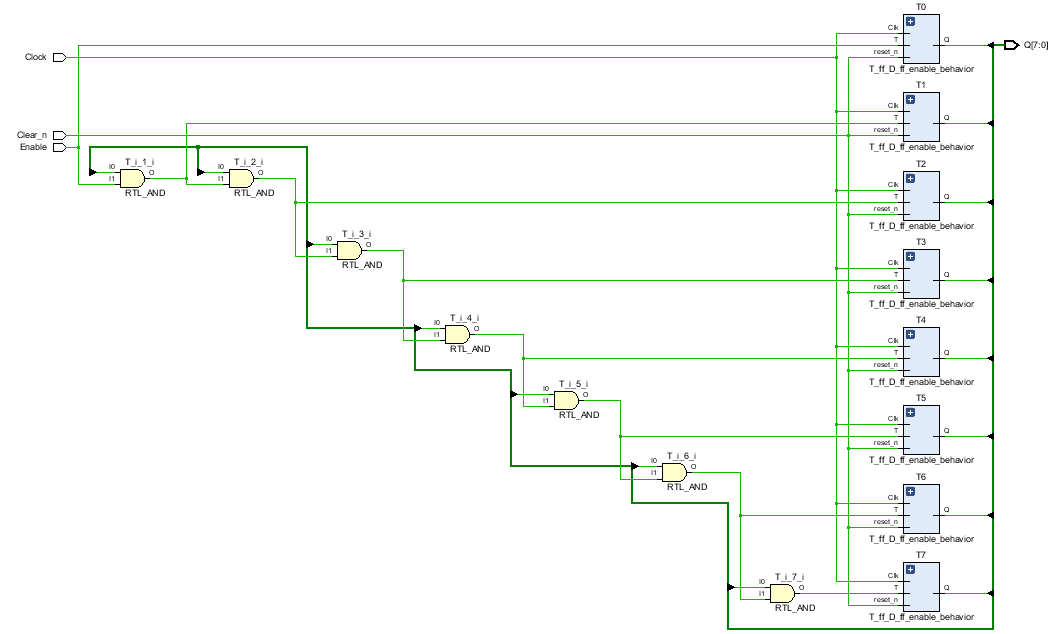 T0
Clk
T
Q
reset_n
T_ff_D_ff_enable_behavior
Q[7:0]
Clock
T1
Clk
T
Q
reset_n
T_ff_D_ff_enable_behavior
Clear_n
Enable
T_i_1_i
I0
O
I1
RTL_AND
T_i_2_i
I0
O
I1
RTL_AND
T2
Clk
T
Q
reset_n
T_ff_D_ff_enable_behavior
T_i_3_i
I0
O
I1
RTL_AND
T3
Clk
T
Q
reset_n
T_ff_D_ff_enable_behavior
T_i_4_i
I0
O
I1
RTL_AND
T4
Clk
T
Q
reset_n
T_ff_D_ff_enable_behavior
T_i_5_i
I0
O
I1
RTL_AND
T5
Clk
T
Q
reset_n
T_ff_D_ff_enable_behavior
T_i_6_i
I0
O
I1
RTL_AND
T6
Clk
T
Q
reset_n
T_ff_D_ff_enable_behavior
T_i_7_i
I0
O
I1
RTL_AND
T7
Clk
T
Q
reset_n
T_ff_D_ff_enable_behavior